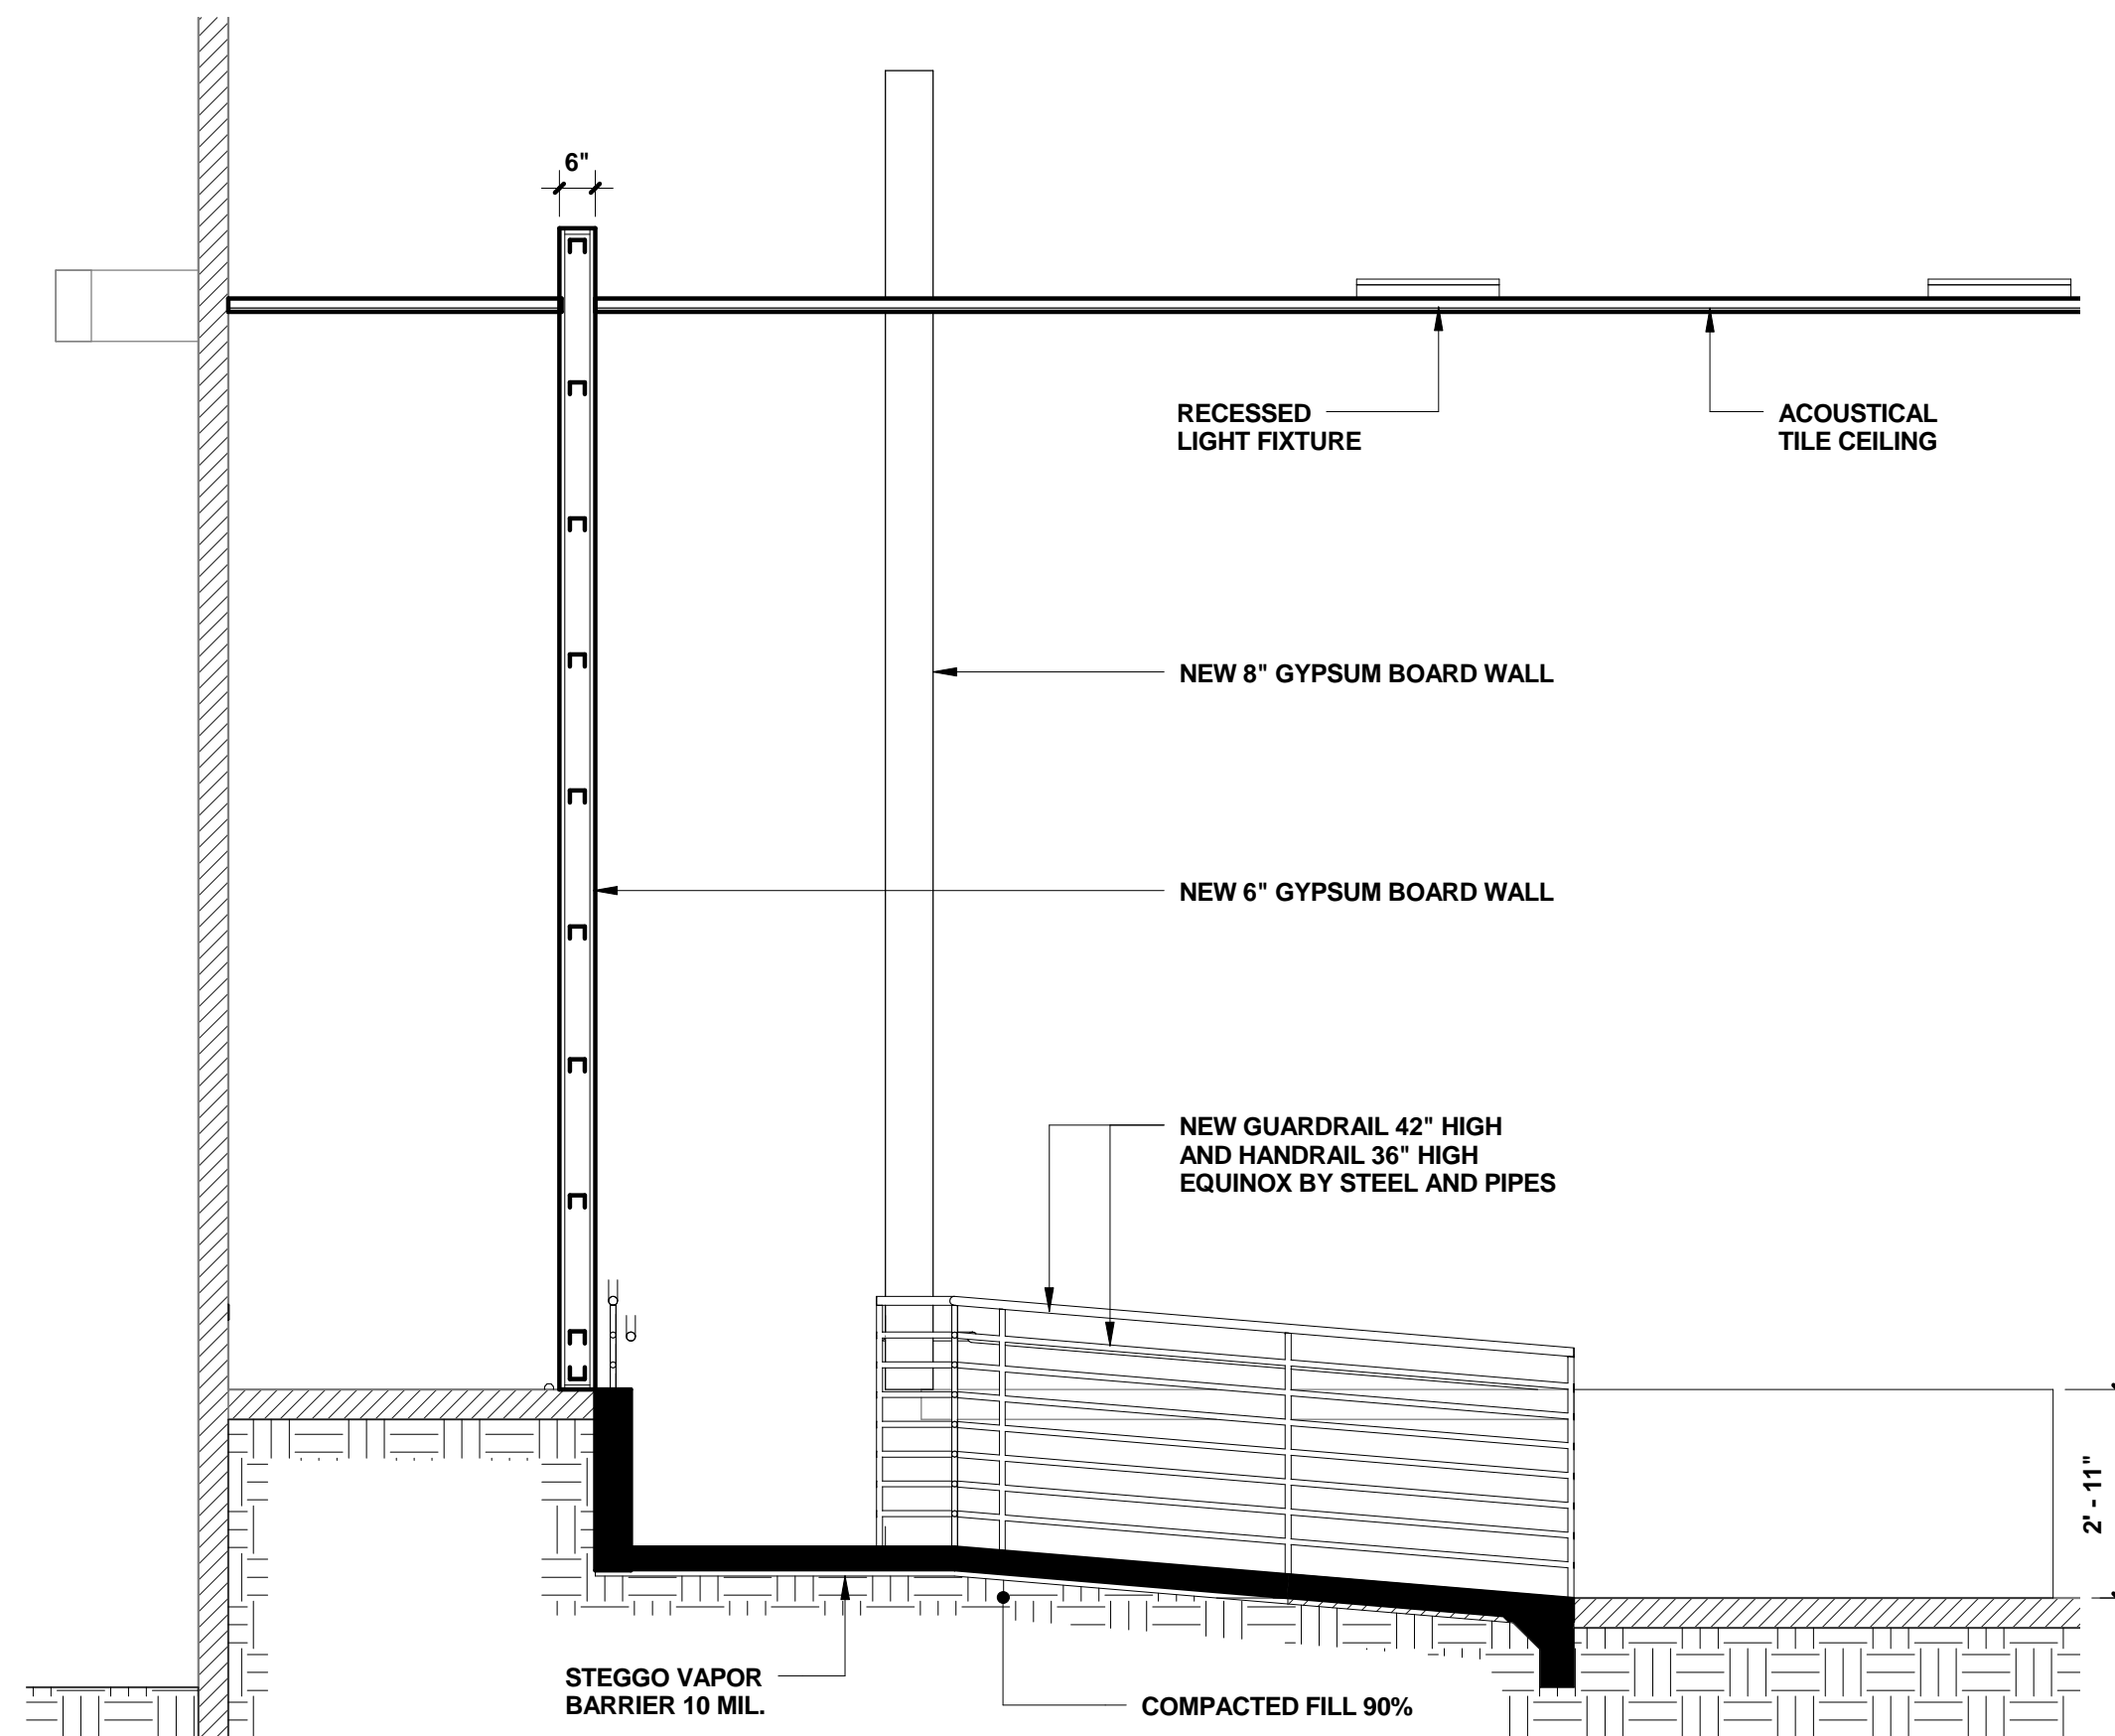 6"
RECESSED
LIGHT FIXTURE
ACOUSTICAL
TILE CEILING
NEW 8" GYPSUM BOARD WALL
NEW 6" GYPSUM BOARD WALL
NEW GUARDRAIL 42" HIGH
AND HANDRAIL 36" HIGH
EQUINOX BY STEEL AND PIPES
2' - 11"
STEGGO VAPOR
BARRIER 10 MIL.
COMPACTED FILL 90%